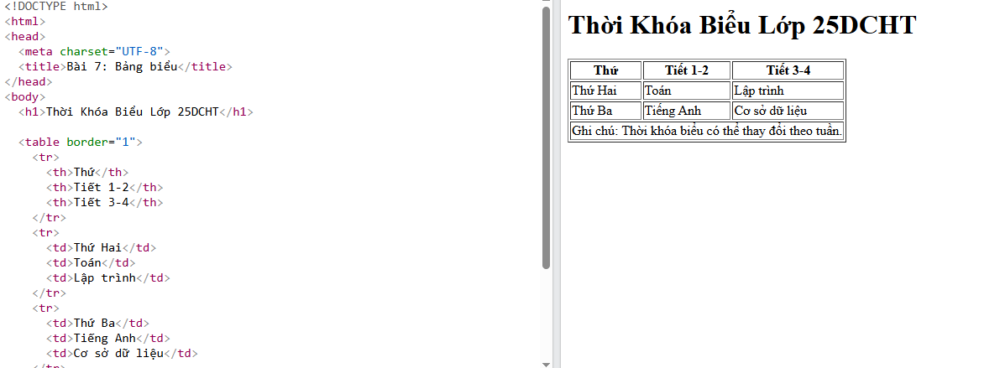 <!DOCTYPE html>
<html>
<head>
  <meta charset="UTF-8">
  <title>Bài 7: Bảng biểu</title>
</head>
<body>
  <h1>Thời Khóa Biểu Lớp 25DCHT</h1>

  <table border="1">
    <tr>
      <th>Thứ</th>
      <th>Tiết 1-2</th>
      <th>Tiết 3-4</th>
    </tr>
    <tr>
      <td>Thứ Hai</td>
      <td>Toán</td>
      <td>Lập trình</td>
    </tr>
    <tr>
      <td>Thứ Ba</td>
      <td>Tiếng Anh</td>
      <td>Cơ sở dữ liệu</td>
    </tr>
Thời Khóa Biểu Lớp 25DCHT
Thứ Tiết 1-2 Tiết 3-4
Thứ Hai Toán Lập trình
Thứ Ba Tiếng Anh Cơ sở dữ liệu
Ghi chú: Thời khóa biểu có thể thay đổi theo tuần.